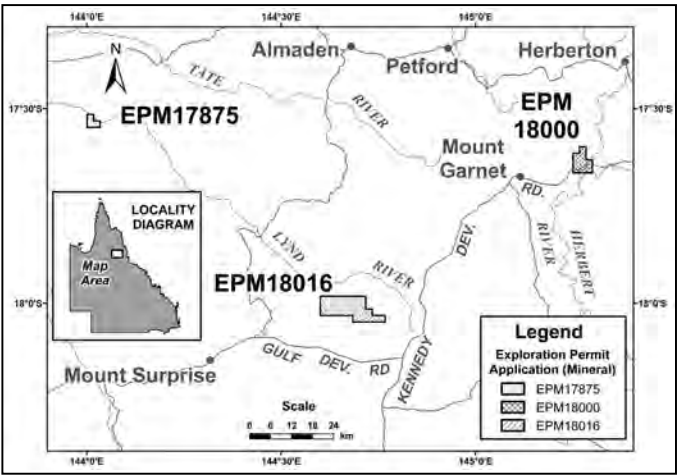 144°0'E
144°30'E
145°0'E
N
Almaden
Petford
Herberton
TATE
RIVER
17°30'S
17°30'S
EPM17875
EPM
18000
Mount
Garnet
RD.
LOCALITY
DIAGRAM
Map
Area
LYND
RIVER
DEV.
RIVER
HERBERT
EPM18016
18°0'S
18°0'S
KENNEDY
GULF DEV. RD
Mount Surprise
Scale
0 6 12 18 24
km
Legend
Exploration Permit
Application (Mineral)
EPM17875
EPM18000
EPM18016
144°0'E
144°30'E
145°0'E